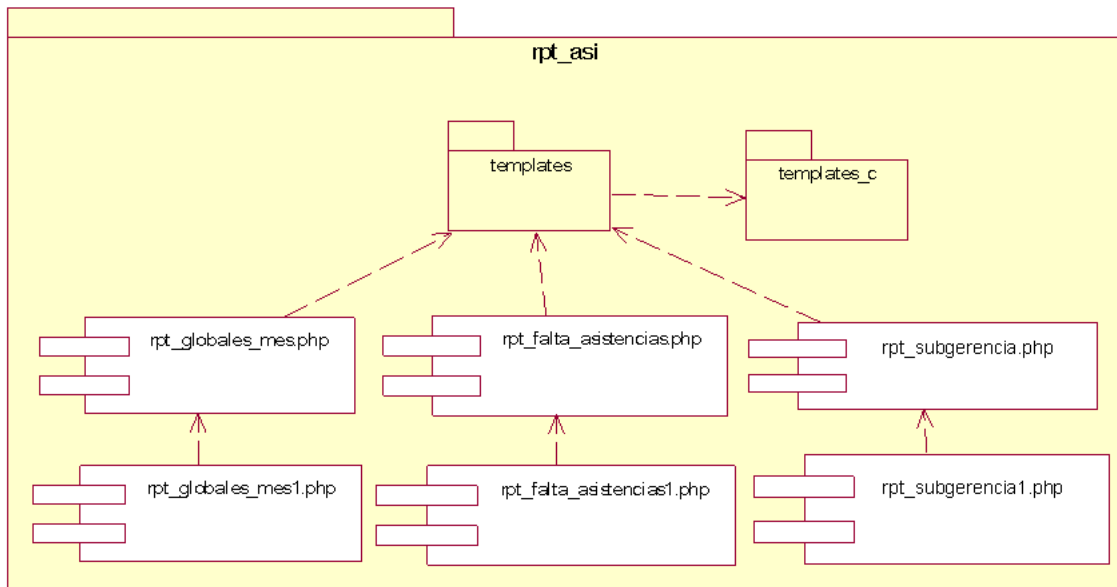 rpt_asi
templates
templates_c
rpt_globales_mes.php
rpt_falta_asistencias.php
rpt_subgerencia.php
rpt_globales_mes1.php
rpt_falta_asistencias1.php
rpt_subgerencia1.php